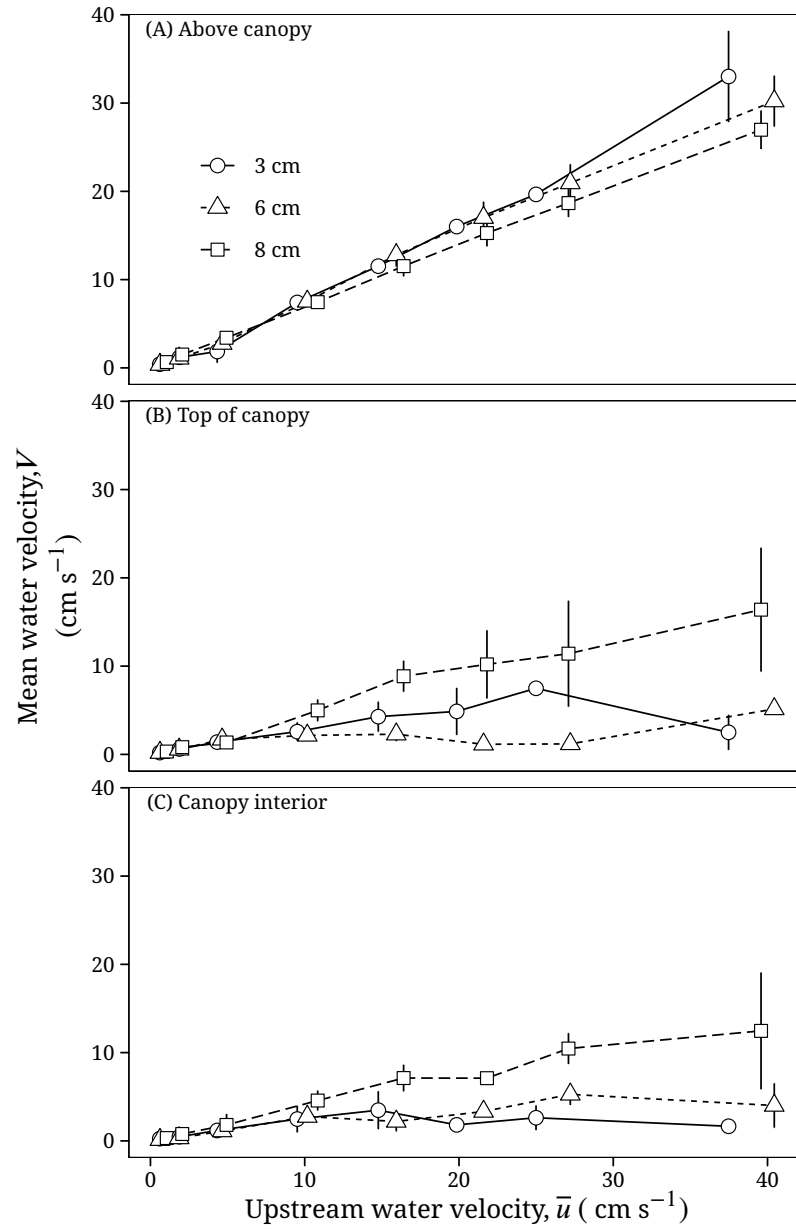 (A) Above canopy
40
30
20
10
0
3 cm
6 cm
8 cm
(B) Top of canopy
40
30
20
10
0
Mean water velocity,V
(cm s⁻¹)
(C) Canopy interior
40
30
20
10
0
0 10 20 30 40
Upstream water velocity, u̅ ( cm s⁻¹)